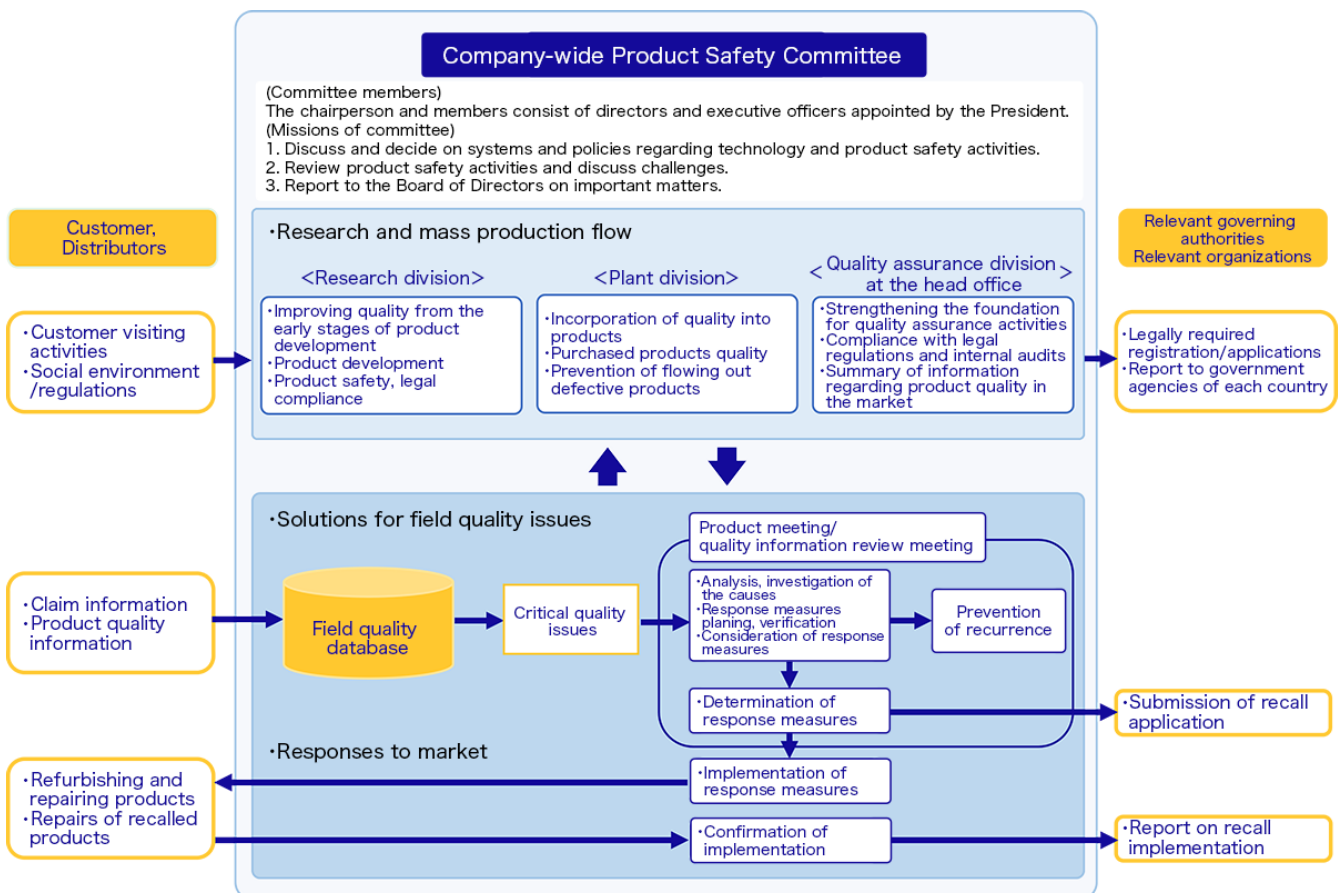 Company-wide Product Safety Committee
(Committee members)
The chairperson and members consist of directors and executive officers appointed by the President.
(Missions of committee)
1. Discuss and decide on systems and policies regarding technology and product safety activities.
2. Review product safety activities and discuss challenges.
3. Report to the Board of Directors on important matters.
Customer,
Distributors
・Customer visiting
activities
・Social environment
/regulations
・Research and mass production flow
<Research division>
・Improving quality from the
early stages of product
development
・Product development
・Product safety, legal
compliance
<Plant division>
・Incorporation of quality into
products
・Purchased products quality
・Prevention of flowing out
defective products
<Quality assurance division
at the head office>
・Strengthening the foundation
for quality assurance activities
・Compliance with legal
regulations and internal audits
・Summary of information
regarding product quality in
the market
Relevant governing
authorities
Relevant organizations
・Legally required
registration/applications
・Report to government
agencies of each country
・Solutions for field quality issues
・Claim information
・Product quality
information
Field quality
database
Critical quality
issues
Product meeting/
quality information review meeting
・Analysis, investigation of
the causes
・Response measures
planing, verification
・Consideration of response
measures
Prevention
of recurrence
・Determination of
response measures
・Submission of recall
application
・Responses to market
・Refurbishing and
repairing products
・Repairs of recalled
products
・Implementation of
response measures
・Confirmation of
implementation
・Report on recall
implementation